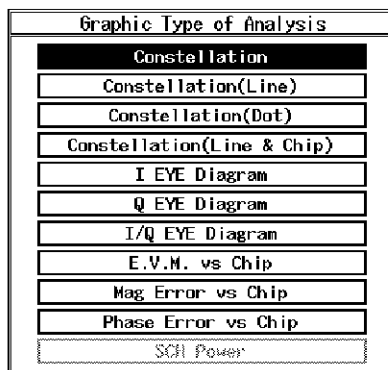 Graphic Type of Analysis
Constellation
Constellation(Line)
Constellation(Dot)
Constellation(Line & Chip)
I EYE Diagram
Q EYE Diagram
I/Q EYE Diagram
E.V.M. vs Chip
Mag Error vs Chip
Phase Error vs Chip
SCH Power